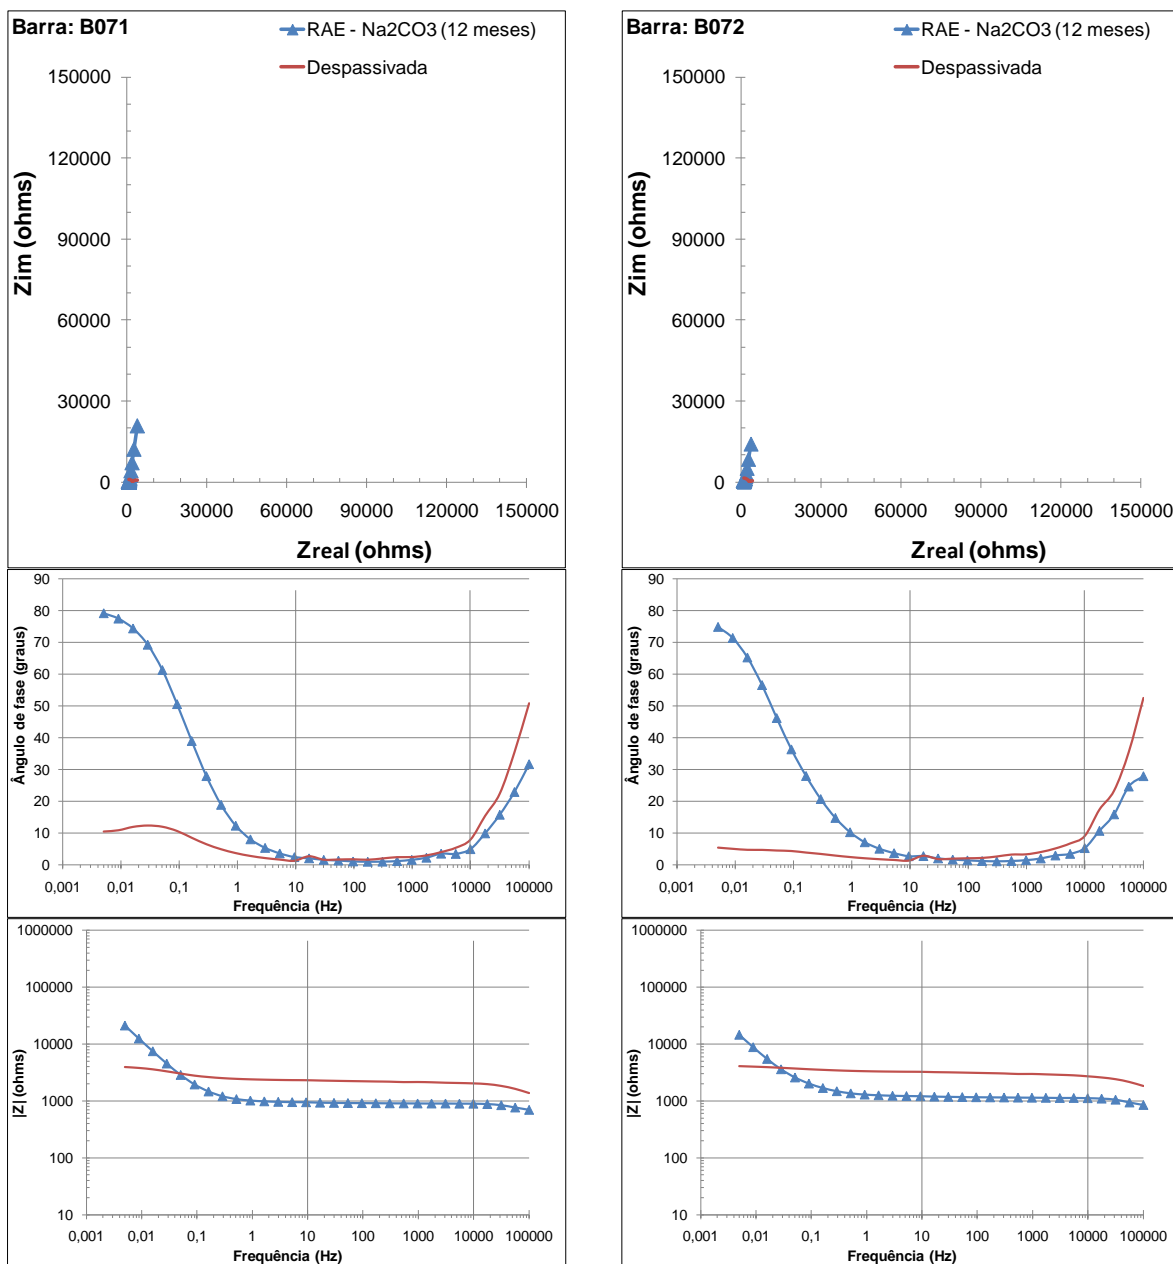 Barra: B071
RAE - Na2CO3 (12 meses)
Despassivada
150000
120000
90000
60000
30000
0
0 30000 60000 90000 120000 150000
Zim (ohms)
Zreal (ohms)
Barra: B072
RAE - Na2CO3 (12 meses)
Despassivada
150000
120000
90000
60000
30000
0
0 30000 60000 90000 120000 150000
Zim (ohms)
Zreal (ohms)
90
80
70
60
50
40
30
20
10
0
0,001 0,01 0,1 1 10 100 1000 10000 100000
Ângulo de fase (graus)
Frequência (Hz)
90
80
70
60
50
40
30
20
10
0
0,001 0,01 0,1 1 10 100 1000 10000 100000
Ângulo de fase (graus)
Frequência (Hz)
1000000
100000
10000
1000
100
10
0,001 0,01 0,1 1 10 100 1000 10000 100000
|Z| (ohms)
Frequência (Hz)
1000000
100000
10000
1000
100
10
0,001 0,01 0,1 1 10 100 1000 10000 100000
|Z| (ohms)
Frequência (Hz)